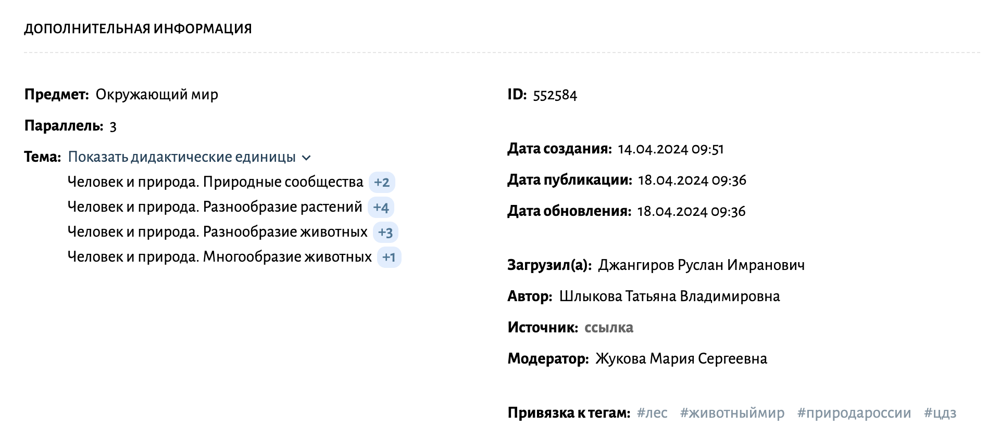 ДОПОЛНИТЕЛЬНАЯ ИНФОРМАЦИЯ
Предмет: Окружающий мир
Параллель: 3
Тема: Показать дидактические единицы
Человек и природа. Природные сообщества +2
Человек и природа. Разнообразие растений +4
Человек и природа. Разнообразие животных +3
Человек и природа. Многообразие животных +1
ID: 552584
Дата создания: 14.04.2024 09:51
Дата публикации: 18.04.2024 09:36
Дата обновления: 18.04.2024 09:36
Загрузил(а): Джангиров Руслан Имранович
Автор: Шлыкова Татьяна Владимировна
Источник: ссылка
Модератор: Жукова Мария Сергеевна
Привязка к тегам: #лес #животныймир #природароссии #цдз